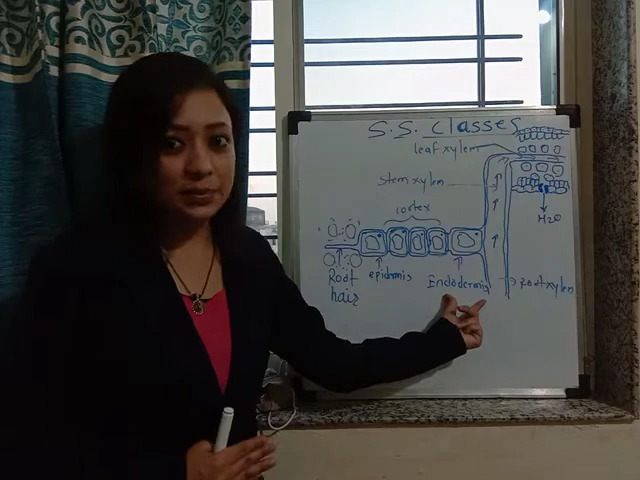 S.S. Classes
leaf xylem
stem xylem
cortex
H2O
Root hair
epidermis
Endodermis
Root xylem